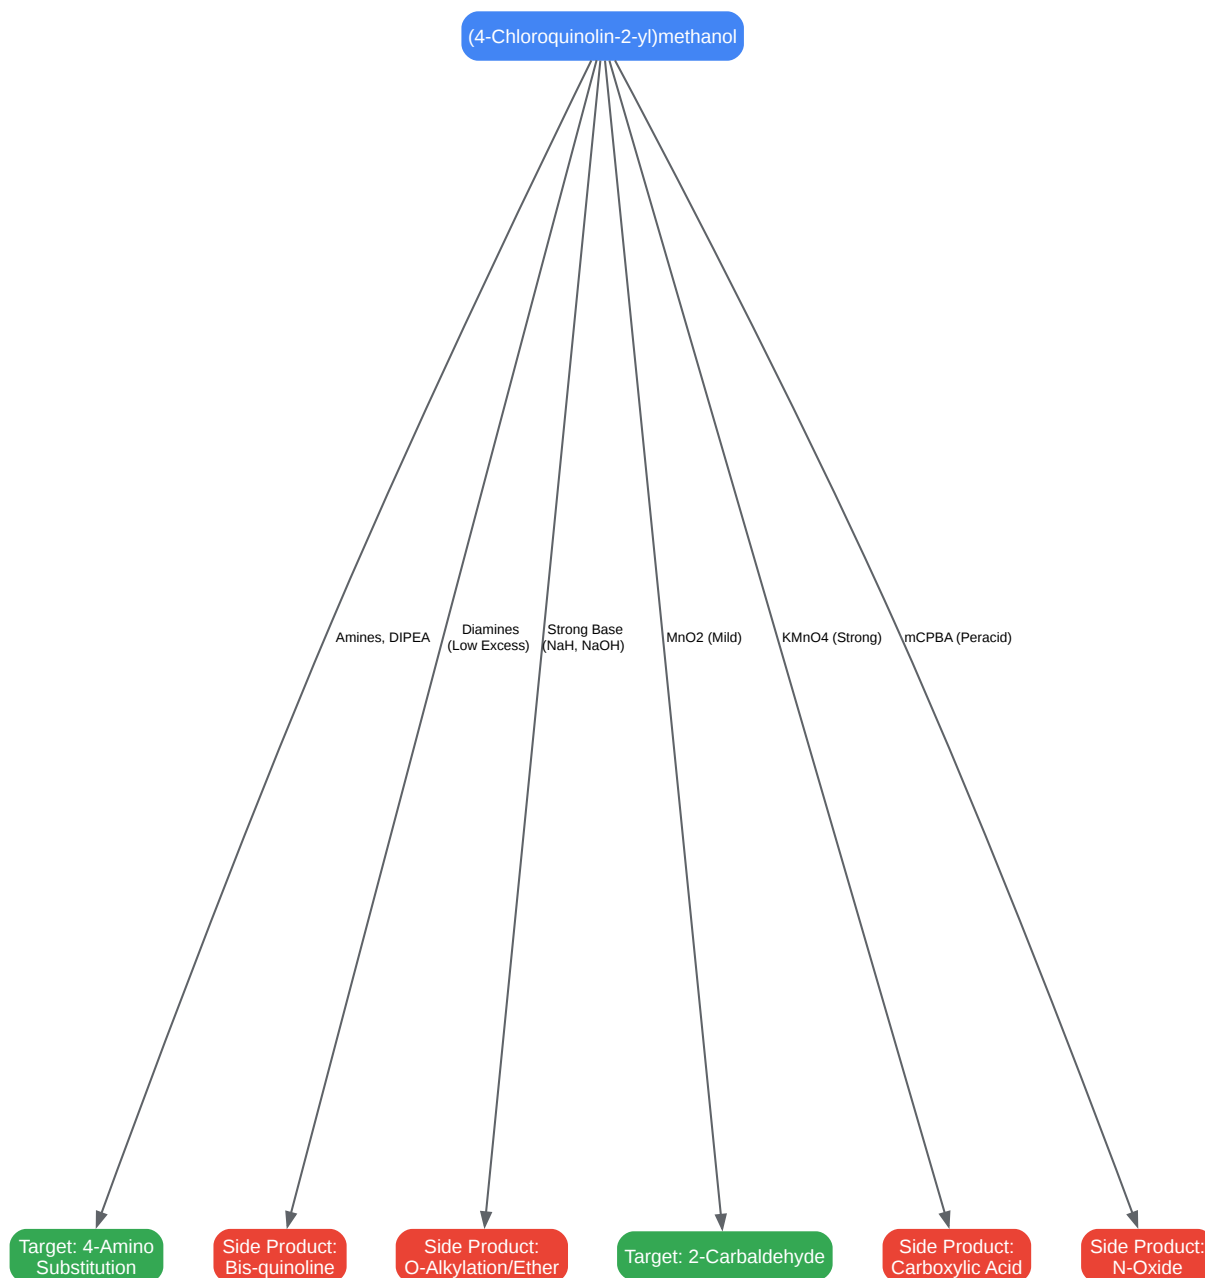 (4-Chloroquinolin-2-yl)methanol
Amines, DIPEA
Diamines
(Low Excess)
Strong Base
(NaH, NaOH)
MnO2 (Mild)
KMnO4 (Strong)
mCPBA (Peracid)
Target: 4-Amino
Substitution
Side Product:
Bis-quinoline
Side Product:
O-Alkylation/Ether
Target: 2-Carbaldehyde
Side Product:
Carboxylic Acid
Side Product:
N-Oxide